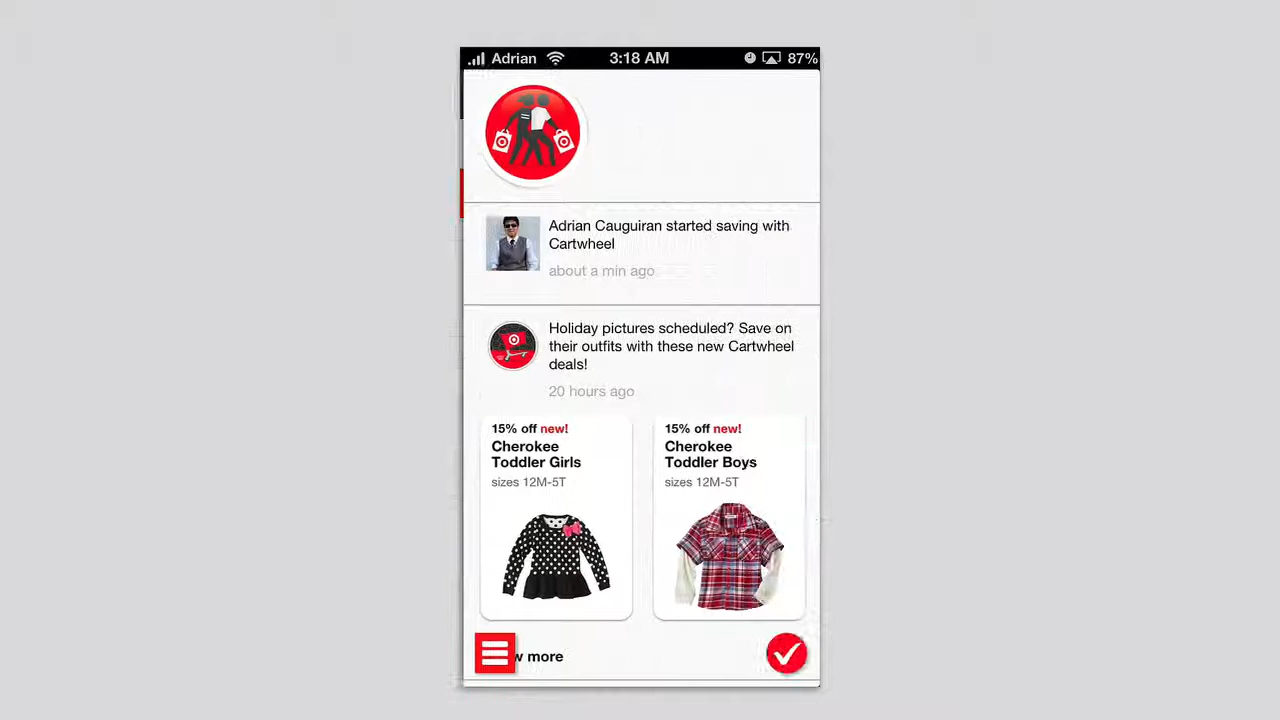 Adrian 3:18 AM 87%
Adrian Cauguiran started saving with
Cartwheel
about a min ago
Holiday pictures scheduled? Save on
their outfits with these new Cartwheel
deals!
20 hours ago
15% off new!
Cherokee
Toddler Girls
sizes 12M-5T
15% off new!
Cherokee
Toddler Boys
sizes 12M-5T
w more